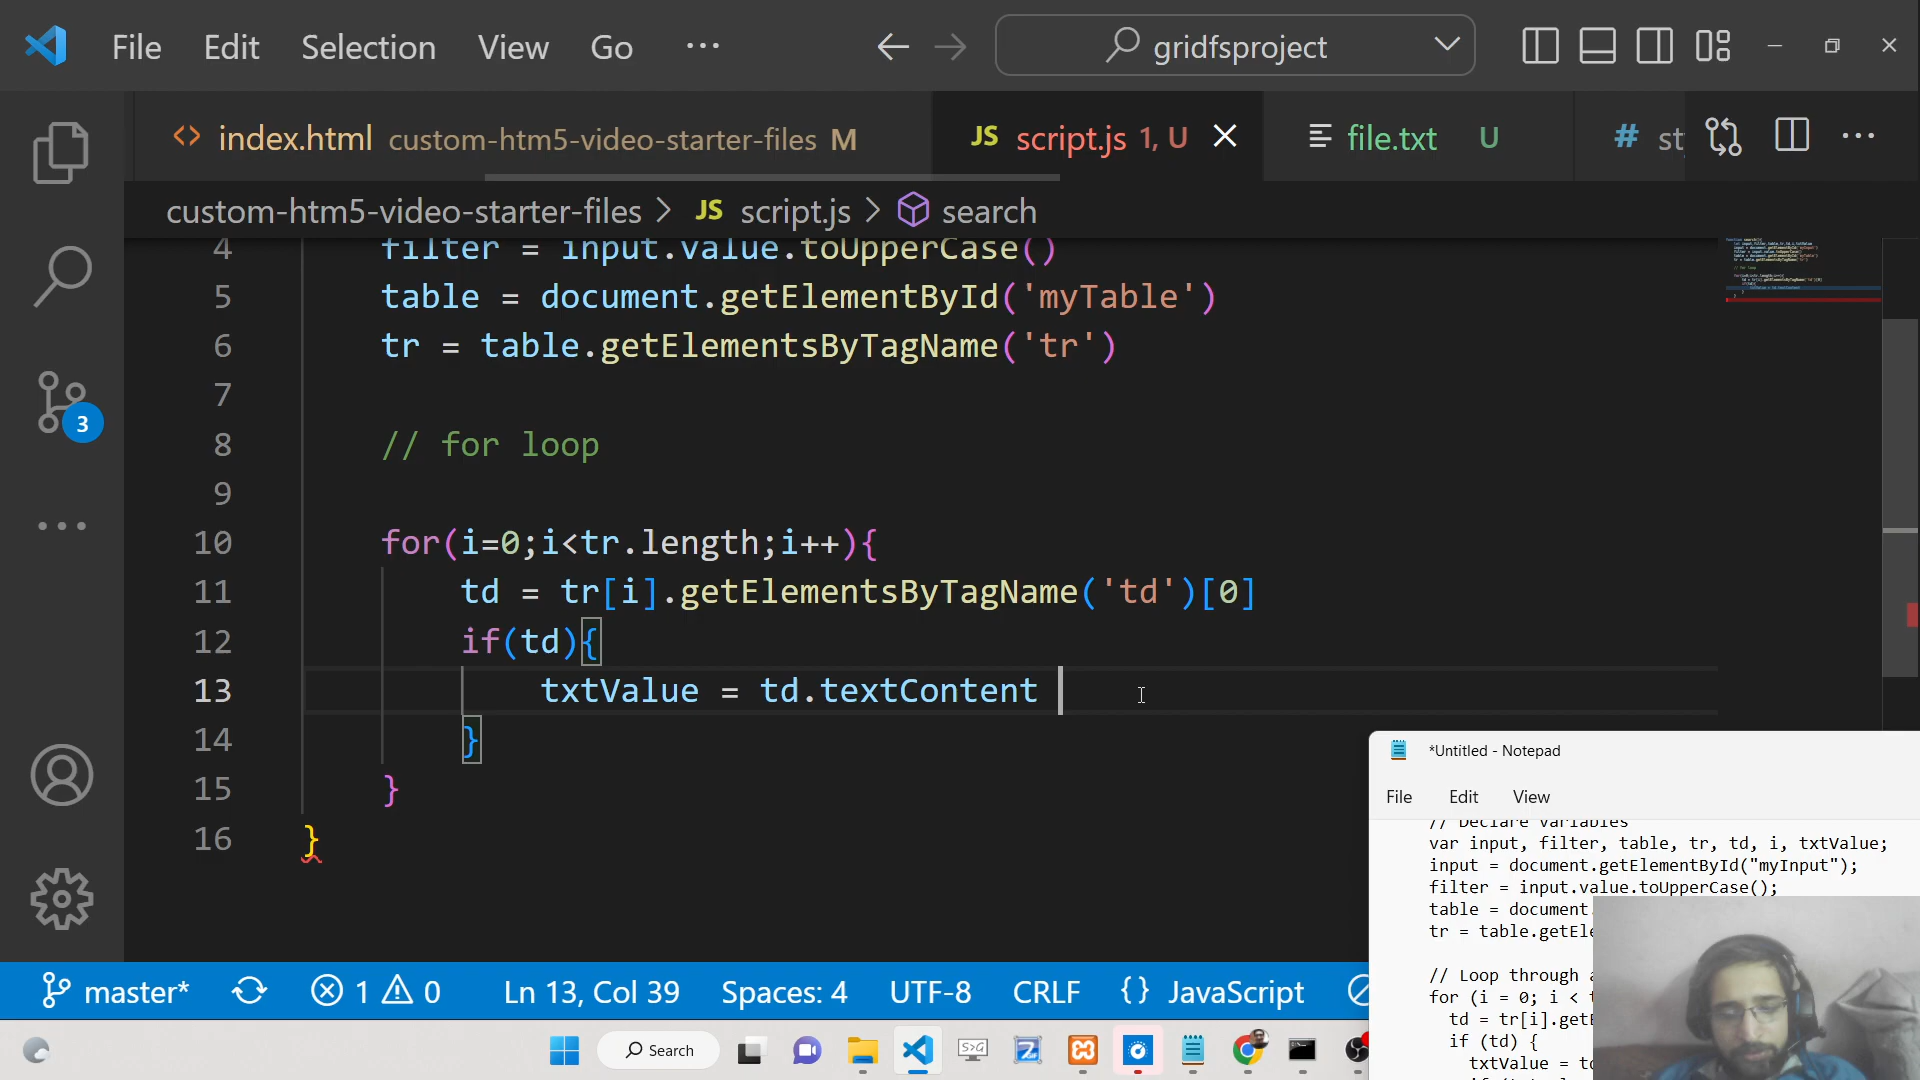 File Edit Selection View Go ... gridfsproject
index.html custom-htm5-video-starter-files M JS script.js 1, U file.txt U # st
custom-htm5-video-starter-files > JS script.js > search
4 filter = input.value.toUpperCase()
5 table = document.getElementById('myTable')
6 tr = table.getElementsByTagName('tr')
7
8 // for loop
9
10 for(i=0;i<tr.length;i++){
11 td = tr[i].getElementsByTagName('td')[0]
12 if(td){
13 txtValue = td.textContent
14 }
15 }
16 }
3
*Untitled - Notepad
File Edit View
// Declare variables
var input, filter, table, tr, td, i, txtValue;
input = document.getElementById("myInput");
filter = input.value.toUpperCase();
table = document.
tr = table.getEle
// Loop through a
for (i = 0; i < t
td = tr[i].getE
if (td) {
txtValue = td
master* 1 0 Ln 13, Col 39 Spaces: 4 UTF-8 CRLF {} JavaScript
Search